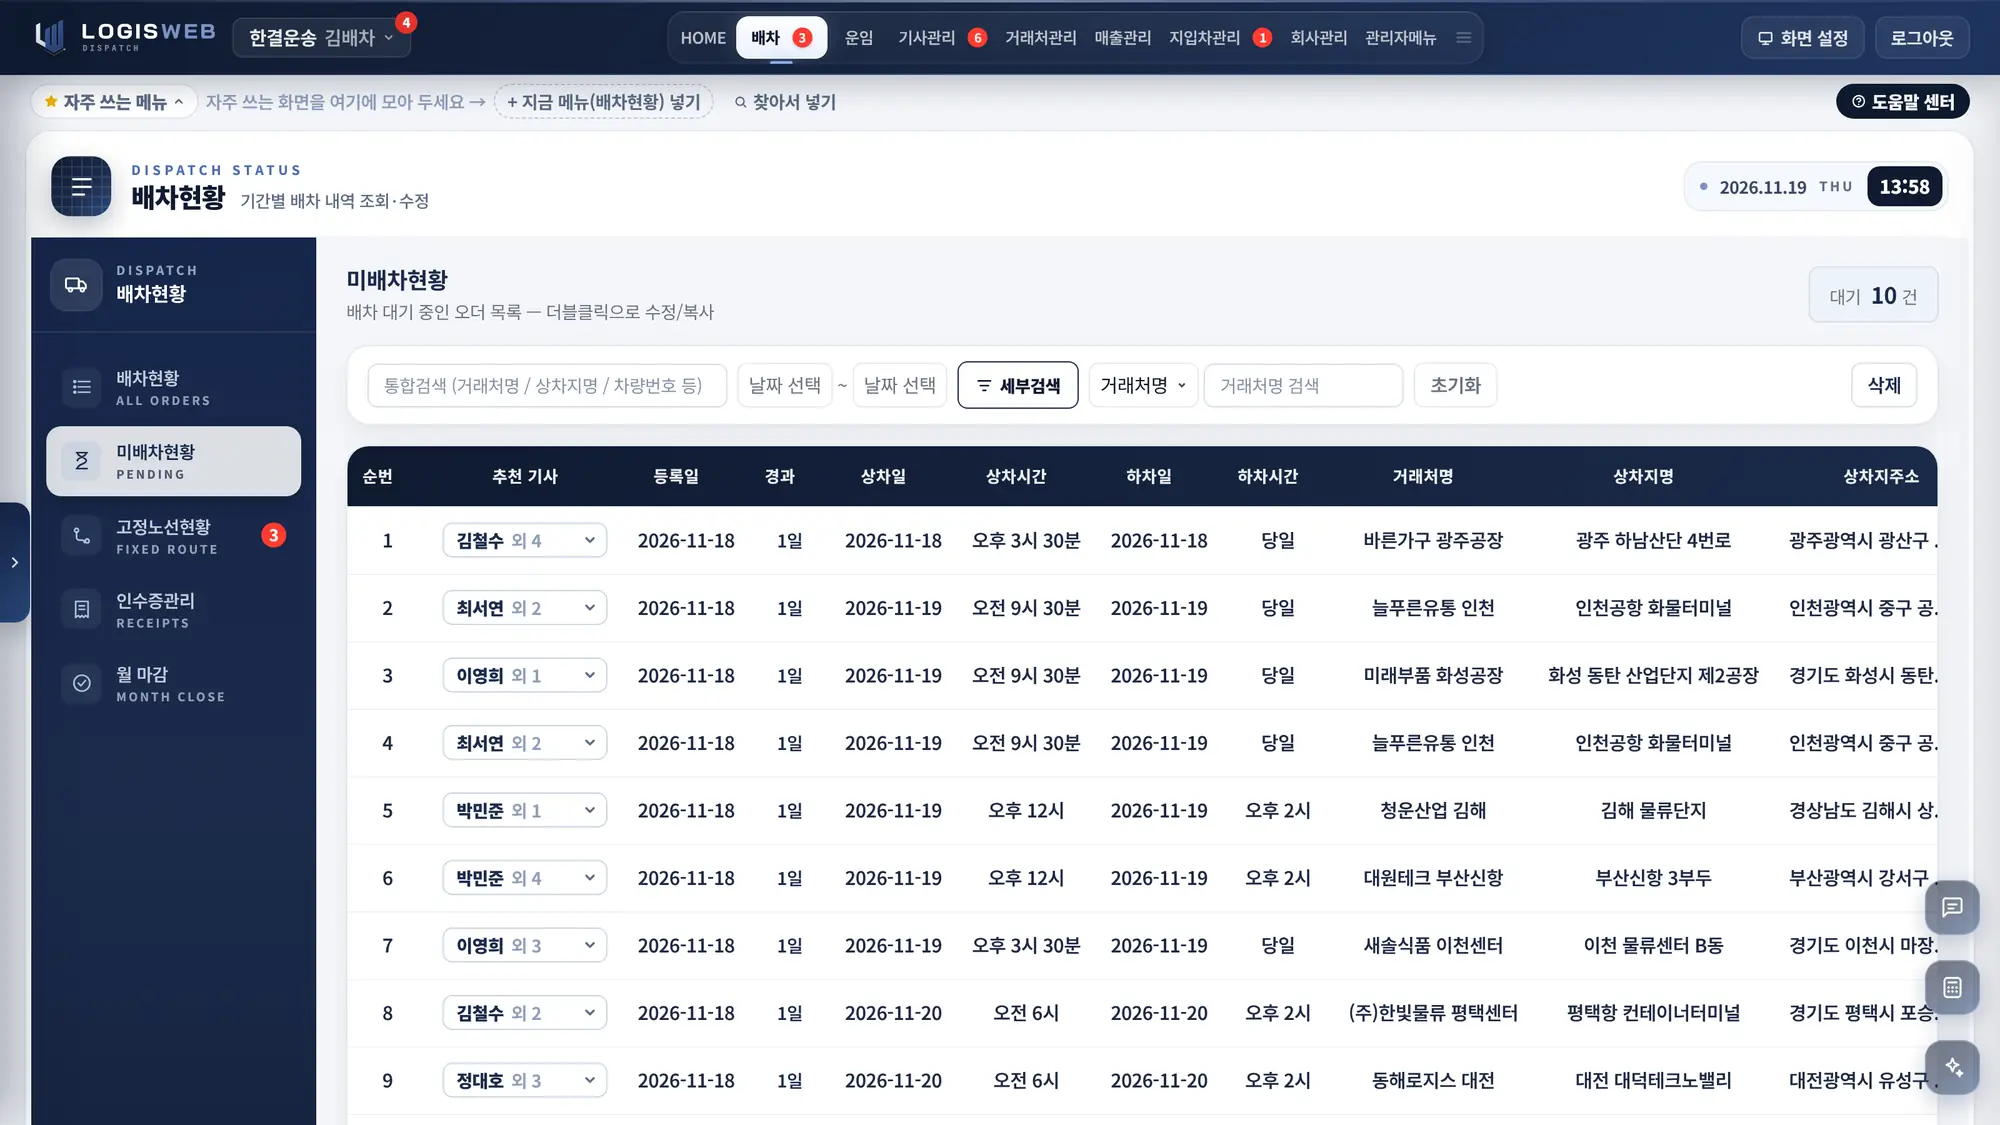 LOGISWEB
DISPATCH
한결운송 김배차
4
HOME 배차 3 운임 기사관리 6 거래처관리 매출관리 지입차관리 1 회사관리 관리자메뉴
화면 설정 로그아웃
자주 쓰는 메뉴 자주 쓰는 화면을 여기에 모아 두세요 → + 지금 메뉴(배차현황) 넣기 찾아서 넣기
도움말 센터
DISPATCH STATUS
배차현황 기간별 배차 내역 조회·수정
2026.11.19 THU 13:58
DISPATCH
배차현황
배차현황
ALL ORDERS
미배차현황
PENDING
고정노선현황
FIXED ROUTE
3
인수증관리
RECEIPTS
월 마감
MONTH CLOSE
미배차현황
배차 대기 중인 오더 목록 — 더블클릭으로 수정/복사
대기 10 건
통합검색 (거래처명 / 상차지명 / 차량번호 등) 날짜 선택 ~ 날짜 선택 세부검색 거래처명 거래처명 검색 초기화 삭제
순번 추천 기사 등록일 경과 상차일 상차시간 하차일 하차시간 거래처명 상차지명 상차지주소
1 김철수 외 4 2026-11-18 1일 2026-11-18 오후 3시 30분 2026-11-18 당일 바른가구 광주공장 광주 하남산단 4번로 광주광역시 광산구 .
2 최서연 외 2 2026-11-18 1일 2026-11-19 오전 9시 30분 2026-11-19 당일 늘푸른유통 인천 인천공항 화물터미널 인천광역시 중구 공.
3 이영희 외 1 2026-11-18 1일 2026-11-19 오전 9시 30분 2026-11-19 당일 미래부품 화성공장 화성 동탄 산업단지 제2공장 경기도 화성시 동탄.
4 최서연 외 2 2026-11-18 1일 2026-11-19 오전 9시 30분 2026-11-19 당일 늘푸른유통 인천 인천공항 화물터미널 인천광역시 중구 공.
5 박민준 외 1 2026-11-18 1일 2026-11-19 오후 12시 2026-11-19 오후 2시 청운산업 김해 김해 물류단지 경상남도 김해시 상.
6 박민준 외 4 2026-11-18 1일 2026-11-19 오후 12시 2026-11-19 오후 2시 대원테크 부산신항 부산신항 3부두 부산광역시 강서구 .
7 이영희 외 3 2026-11-18 1일 2026-11-19 오후 3시 30분 2026-11-19 당일 새솔식품 이천센터 이천 물류센터 B동 경기도 이천시 마장.
8 김철수 외 2 2026-11-18 1일 2026-11-20 오전 6시 2026-11-20 오후 2시 (주)한빛물류 평택센터 평택항 컨테이너터미널 경기도 평택시 포승.
9 정대호 외 3 2026-11-18 1일 2026-11-20 오전 6시 2026-11-20 오후 2시 동해로지스 대전 대전 대덕테크노밸리 대전광역시 유성구 .